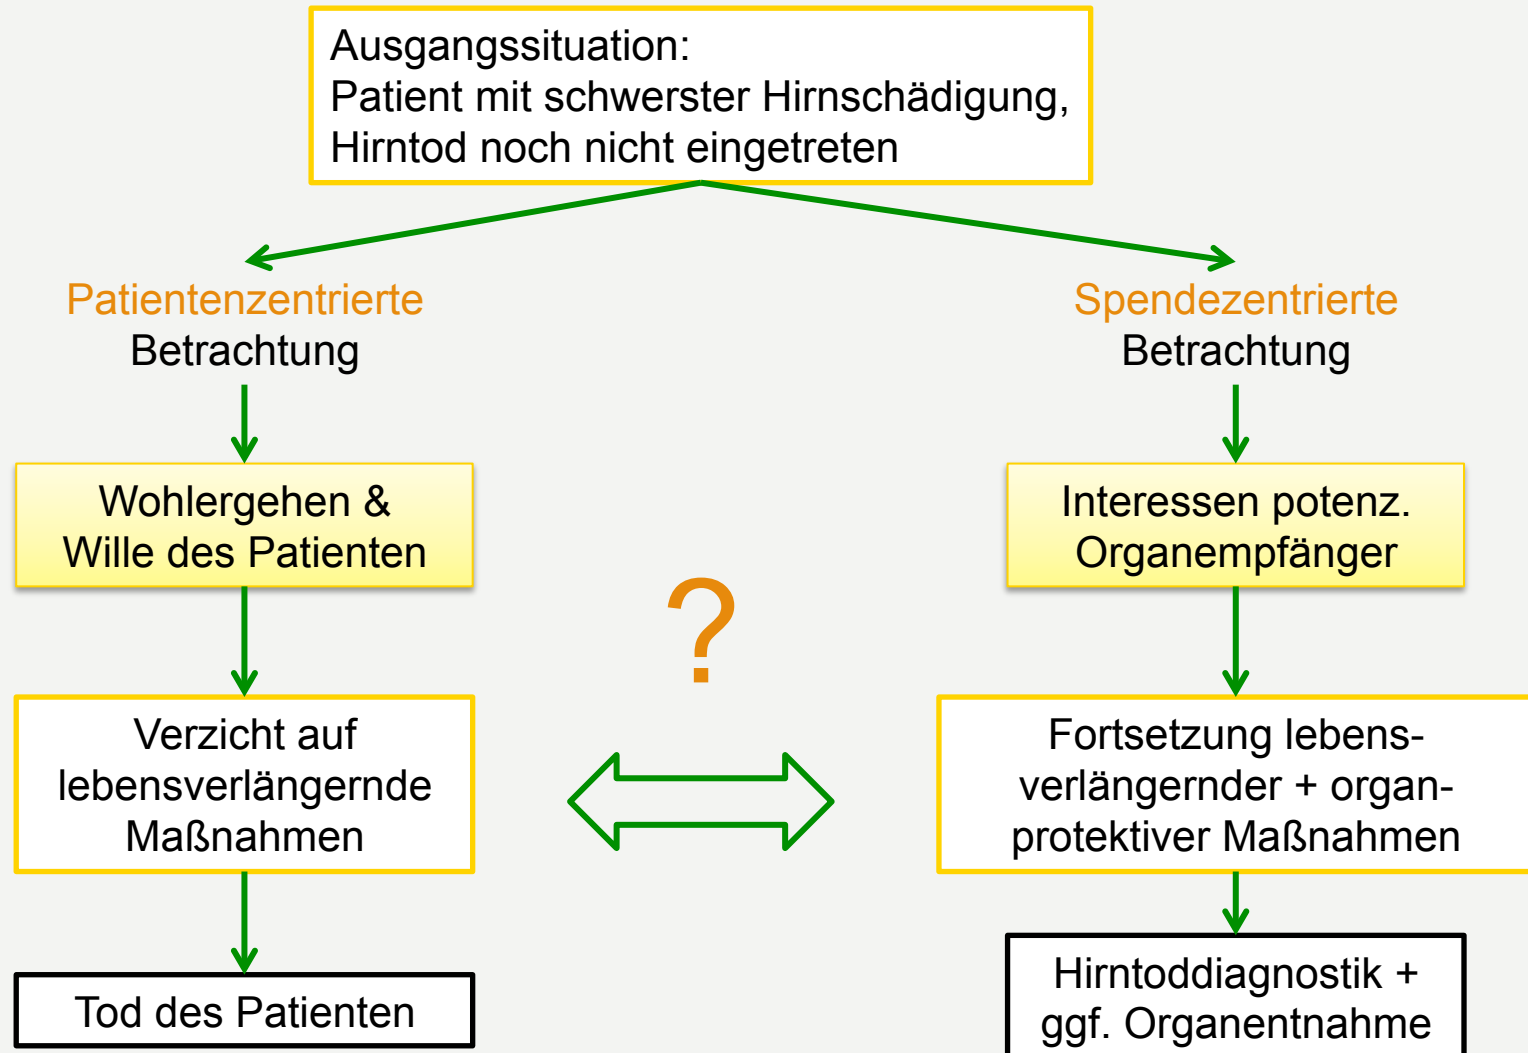 Ausgangssituation:
Patient mit schwerster Hirnschädigung,
Hirntod noch nicht eingetreten
Patientenzentrierte
Betrachtung
Wohlergehen &
Wille des Patienten
Verzicht auf
lebensverlängernde
Maßnahmen
Tod des Patienten
?
Spendezentrierte
Betrachtung
Interessen potenz.
Organempfänger
Fortsetzung lebens-
verlängernder + organ-
protektiver Maßnahmen
Hirntoddiagnostik +
ggf. Organentnahme